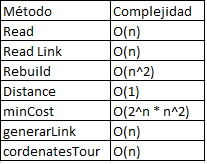 Método Complejidad
Read O(n)
Read Link O(n)
Rebuild O(n^2)
Distance O(1)
minCost O(2^n * n^2)
generarLink O(n)
cordenatesTour O(n)